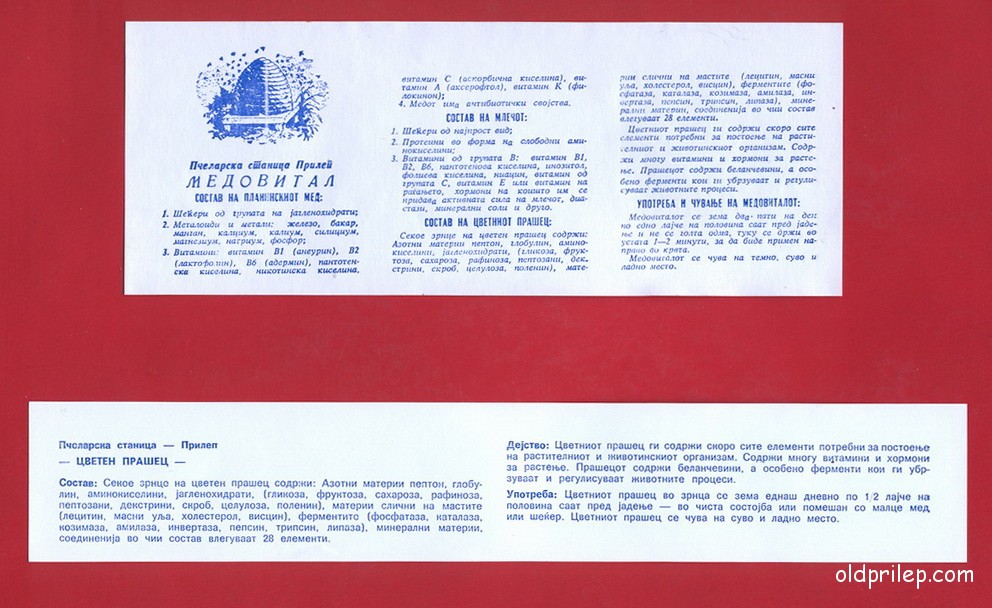 Пчеларска станица Прилеп
МЕДОВИТАЛ
СОСТАВ НА ПЛАНИНСКИОТ МЕД:
1. Шеќери од групата на јагленохидрати;
2. Металоиди и метали: железо, бакар,
манган, калциум, калиум, силициум,
магнезиум, натриум, фосфор;
3. Витамини: витамин В1 (анеурин), В2
(лактофлвин), В6 (адермин), пантотен-
ска киселина, никотинска киселина,
витамин С (аскорбична киселина), ви-
тамин А (аксерофтол), витамин К (фи-
локинон);
4. Медот има антибиотички својства.
СОСТАВ НА МЛЕЧОТ:
1. Шеќери од најпрост вид;
2. Протеини во форма на слободни ами-
нокиселини;
3. Витамини од групата В: витамин В1,
В2, В6, пантотенова киселина, инозитол,
фолиева киселина, ниацин, витамин од
групата С, витамин Е или витамин на
раѓањето, хормони на коишто им се
придава активната сила на млечот, диа-
стази, минерални соли и друго.
СОСТАВ НА ЦВЕТНИОТ ПРАШЕЦ:
Секое зрнце на цветен прашец содржи:
Азотни материи пептон, глобулин, амино-
киселини, јагленохидрати, (гликоза, фрук-
тоза, сахароза, рафиноза, пептозани, дек-
стрини, скроб, целулоза, поленин), мате-
рии слични на мастите (лецитин, масни
уља, холестерол, висцин), ферментите (фо-
сфатаза, каталаза, козимаза, амилаза, ин-
вертаза, пепсин, трипсин, липаза), мине-
рални материи, соединенија во чии состав
влегуваат 28 елементи.
Цветниот прашец ги содржи скоро сите
елементи потребни за постоење на расти-
телниот и животинскиот организам. Содр-
жи многу витамини и хормони за расте-
ње. Прашецот содржи беланчевини, а осо-
бено ферменти кои ги убрзуваат и регули-
суваат животните процеси.
УПОТРЕБА И ЧУВАЊЕ НА МЕДОВИТАЛОТ:
Медовиталот се зема два пати на ден
по едно лајче на половина саат пред јаде-
ње и не се голта одма, туку се држи во
устата 1—2 минути, за да биде примен на-
право во крвта.
Медовиталот се чува на темно, суво и
ладно место.
Пчеларска станица — Прилеп
— ЦВЕТЕН ПРАШЕЦ —
Состав: Секое зрнце на цветен прашец содржи: Азотни материи пептон, глобу-
лин, аминокиселини, јагленохидрати, (гликоза, фруктоза, сахароза, рафиноза,
пептозани, декстрини, скроб, целулоза, поленин), материи слични на мастите
(лецитин, масни уља, холестерол, висцин), ферментито (фосфатаза, каталаза,
козимаза, амилаза, инвертаза, пепсин, трипсин, липаза), минерални материи,
соединенија во чии состав влегуваат 28 елементи.
Дејство: Цветниот прашец ги содржи скоро сите елементи потребни за постоење
на растителниот и животинскиот организам. Содржи многу витамини и хормони
за растење. Прашецот содржи беланчевини, а особено ферменти кои ги убр-
зуваат и регулисуваат животните процеси.
Употреба: Цветниот прашец во зрнца се зема еднаш дневно по 1/2 лајче на
половина саат пред јадење — во чиста состојба или помешан со малце мед
или шеќер. Цветниот прашец се чува на суво и ладно место.
oldprilep.com